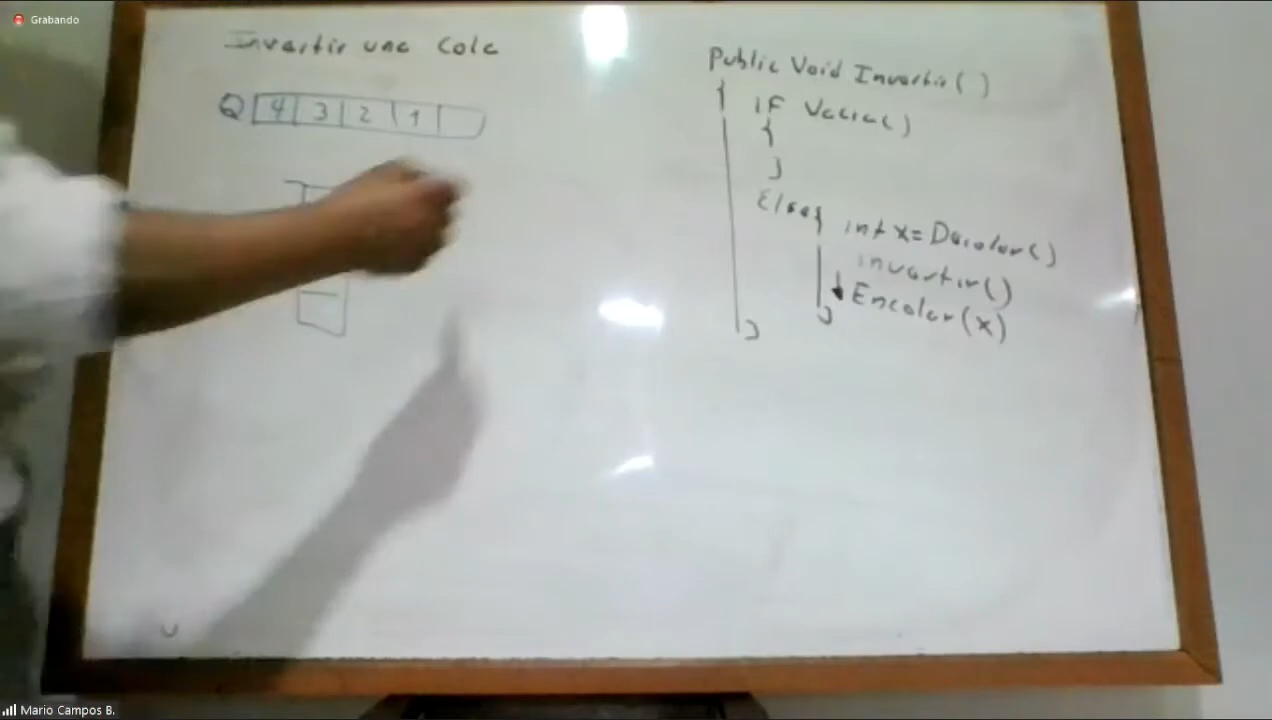 Grabando
Invertir una Cola
Q 4 3 2 1
Public Void Invertir()
{ if Vacia()
{
}
Else{ int x= Decolar()
invertir()
Encolar(x)
}
}
Mario Campos B.